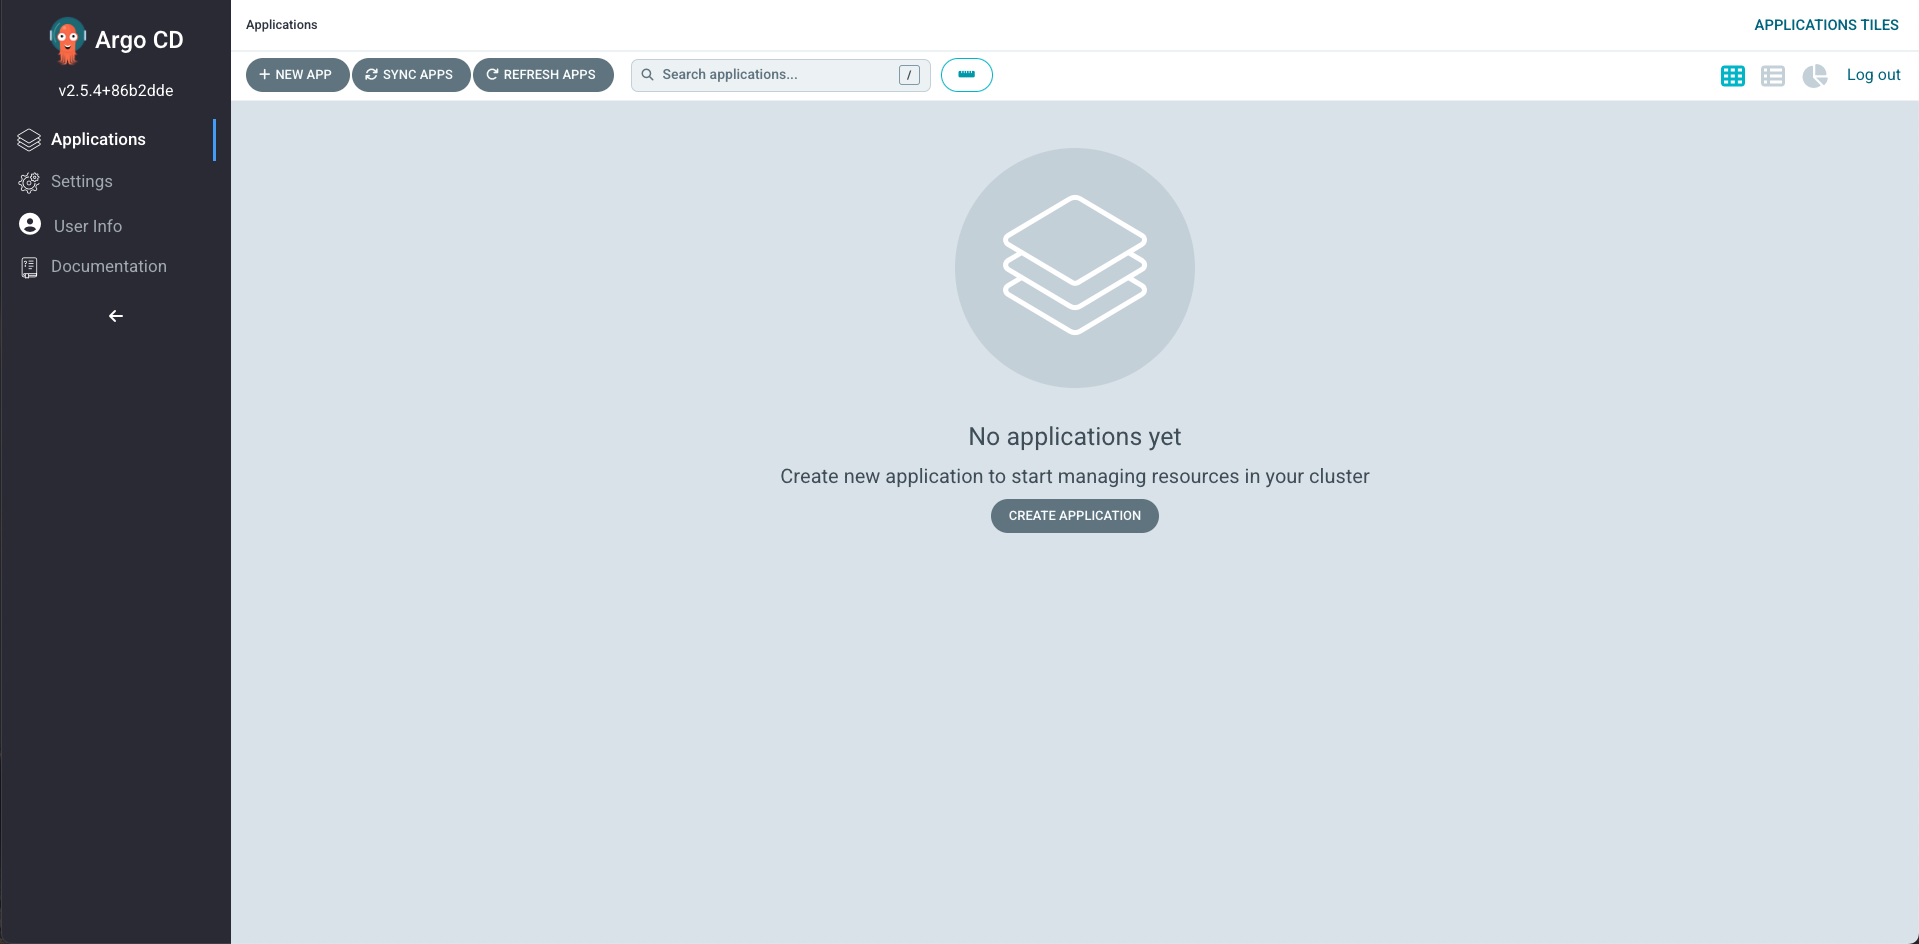 Argo CD
v2.5.4+86b2dde
Applications
Settings
User Info
Documentation
Applications
APPLICATIONS TILES
NEW APP
SYNC APPS
REFRESH APPS
Search applications...
/
Log out
No applications yet
Create new application to start managing resources in your cluster
CREATE APPLICATION